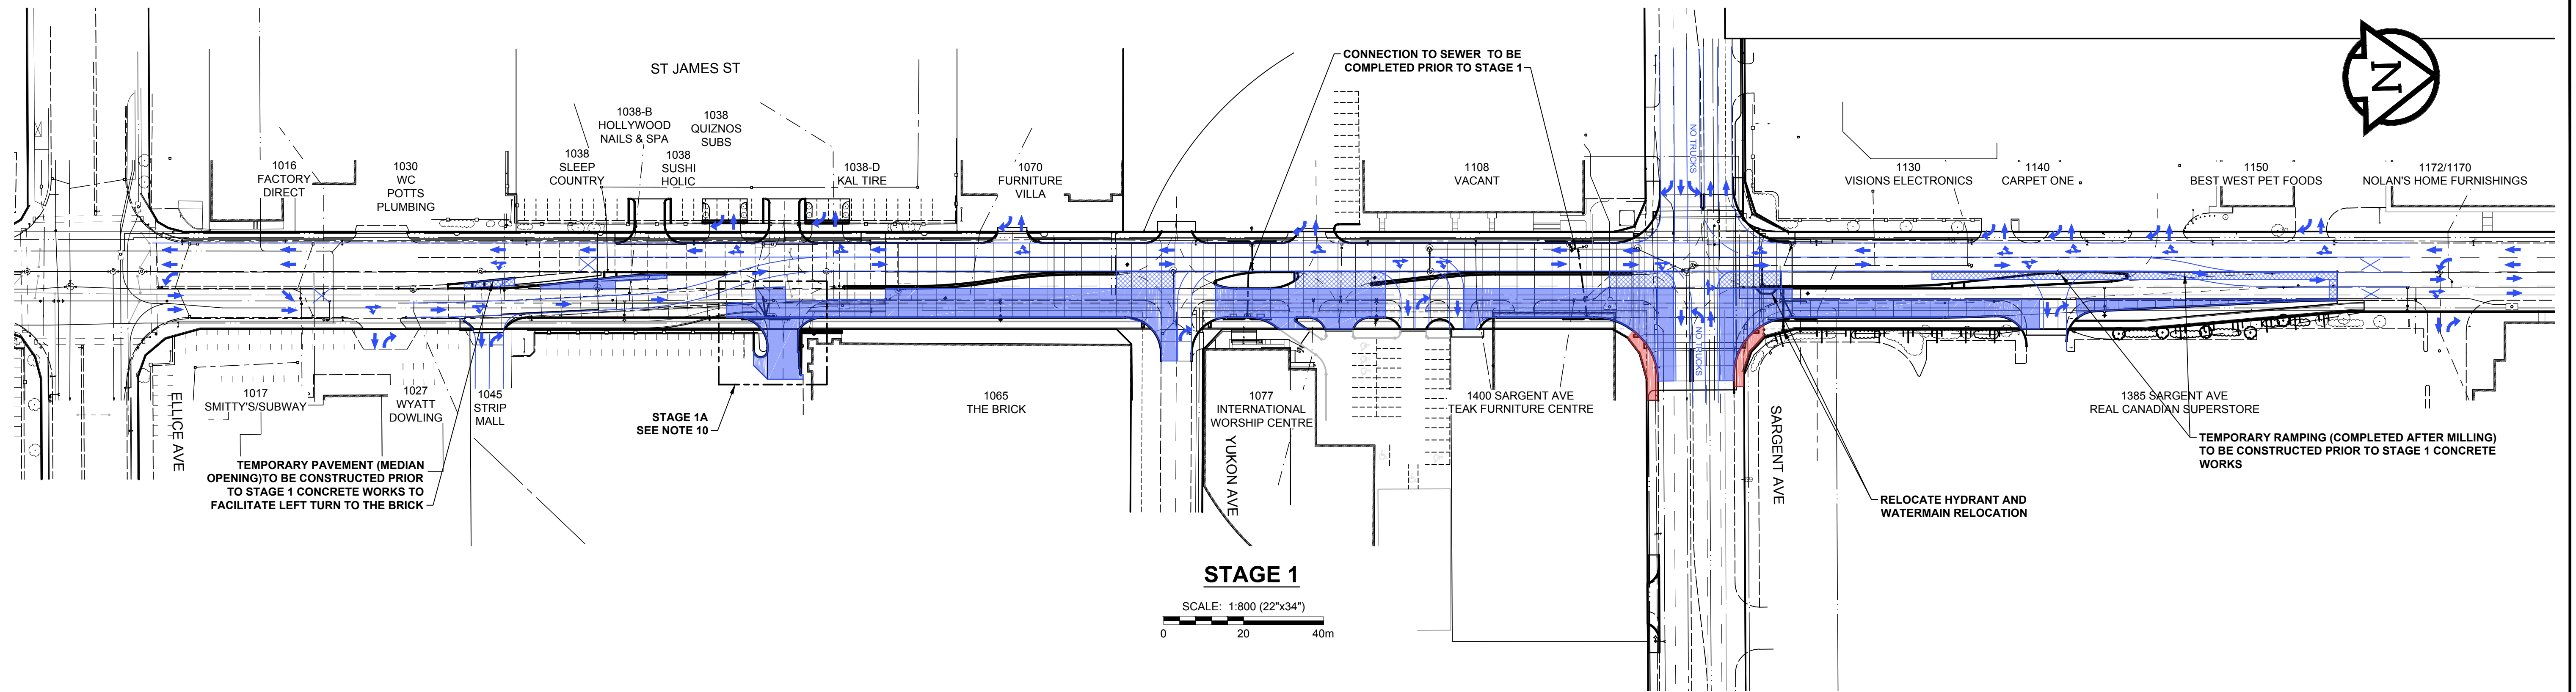 ST JAMES ST
CONNECTION TO SEWER TO BE
COMPLETED PRIOR TO STAGE 1
N
1016
FACTORY
DIRECT
1030
WC
POTTS
PLUMBING
1038
SLEEP
COUNTRY
1038-B
HOLLYWOOD
NAILS & SPA
1038
SUSHI
HOLIC
1038
QUIZNOS
SUBS
1038-D
KAL TIRE
1070
FURNITURE
VILLA
1108
VACANT
NO TRUCKS
1130
VISIONS ELECTRONICS
1140
CARPET ONE
1150
BEST WEST PET FOODS
1172/1170
NOLAN'S HOME FURNISHINGS
ELLICE AVE
1017
SMITTY'S/SUBWAY
1027
WYATT
DOWLING
1045
STRIP
MALL
STAGE 1A
SEE NOTE 10
1065
THE BRICK
1077
INTERNATIONAL
WORSHIP CENTRE
YUKON AVE
1400 SARGENT AVE
TEAK FURNITURE CENTRE
NO TRUCKS
SARGENT AVE
1385 SARGENT AVE
REAL CANADIAN SUPERSTORE
TEMPORARY PAVEMENT (MEDIAN
OPENING)TO BE CONSTRUCTED PRIOR
TO STAGE 1 CONCRETE WORKS TO
FACILITATE LEFT TURN TO THE BRICK
TEMPORARY RAMPING (COMPLETED AFTER MILLING)
TO BE CONSTRUCTED PRIOR TO STAGE 1 CONCRETE
WORKS
RELOCATE HYDRANT AND
WATERMAIN RELOCATION
STAGE 1
SCALE: 1:800 (22"x34")
0 20 40m